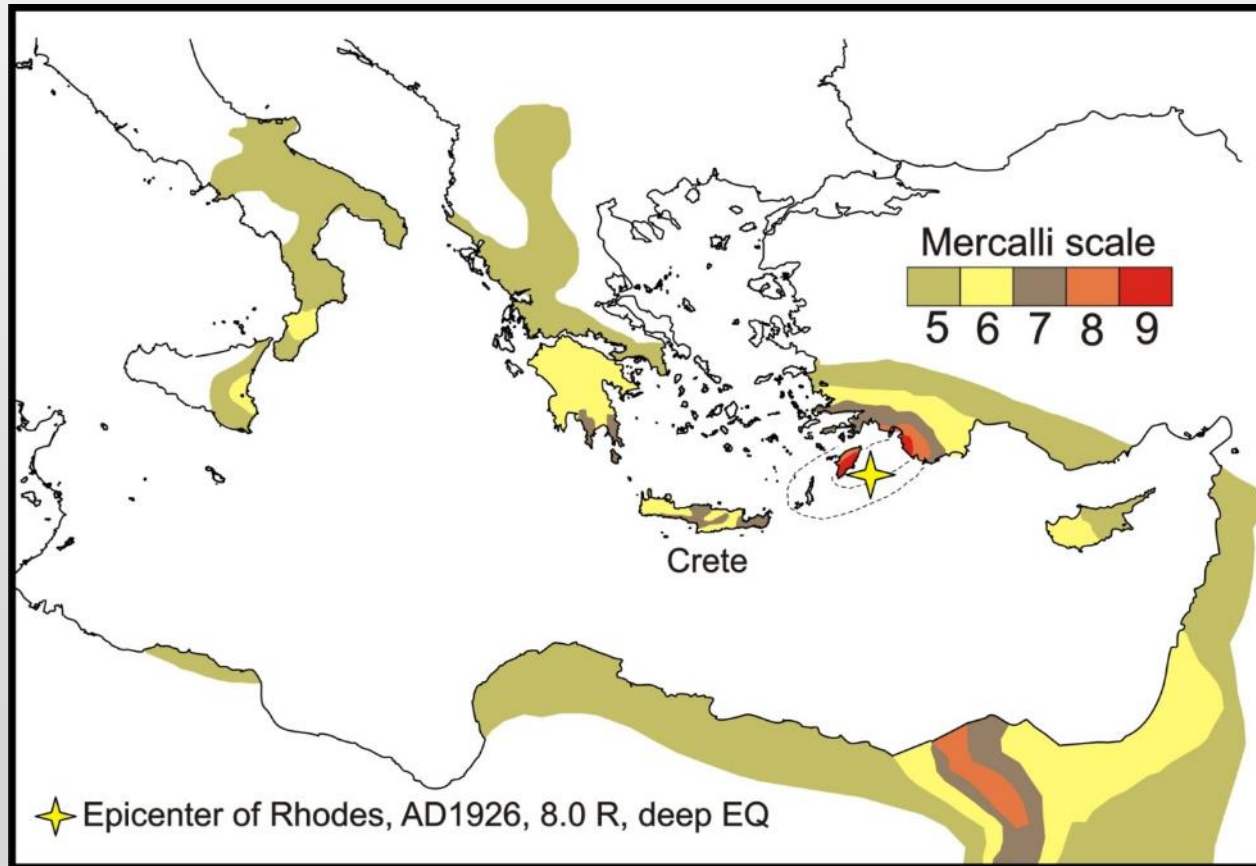 Mercalli scale
5 6 7 8 9
Crete
Epicenter of Rhodes, AD1926, 8.0 R, deep EQ